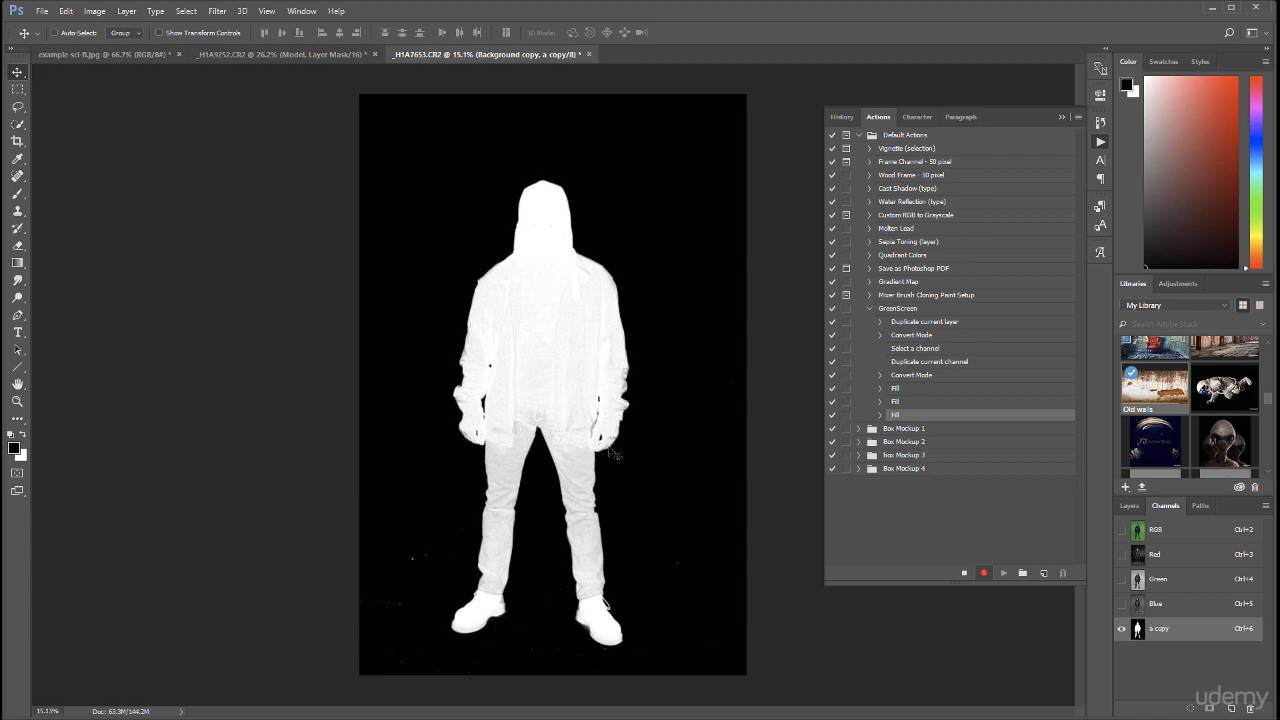 Ps File Edit Image Layer Type Select Filter 3D View Window Help
Auto-Select: Group Show Transform Controls 3D Mode:
example sci-fi.jpg @ 66.7% (RGB/8#) * × _H1A9252.CR2 @ 26.2% (Model, Layer Mask/16) * × _H1A7653.CR2 @ 15.1% (Background copy, a copy/8) * ×
History Actions Character Paragraph
Default Actions
Vignette (selection)
Frame Channel - 50 pixel
Wood Frame - 50 pixel
Cast Shadow (type)
Water Reflection (type)
Custom RGB to Grayscale
Molten Lead
Sepia Toning (layer)
Quadrant Colors
Save as Photoshop PDF
Gradient Map
Mixer Brush Cloning Paint Setup
GreenScreen
Duplicate current layer
Convert Mode
Select a channel
Duplicate current channel
Convert Mode
Fill
Fill
Fill
Box Mockup 1
Box Mockup 2
box Mockup 3
Box Mockup 4
Color Swatches Styles
Libraries Adjustments
My Library
Search Adobe Stock
Old walls
Layers Channels Paths
RGB Ctrl+2
Red Ctrl+3
Green Ctrl+4
Blue Ctrl+5
a copy Ctrl+6
15.13% Doc: 63.3M/144.2M
udemy